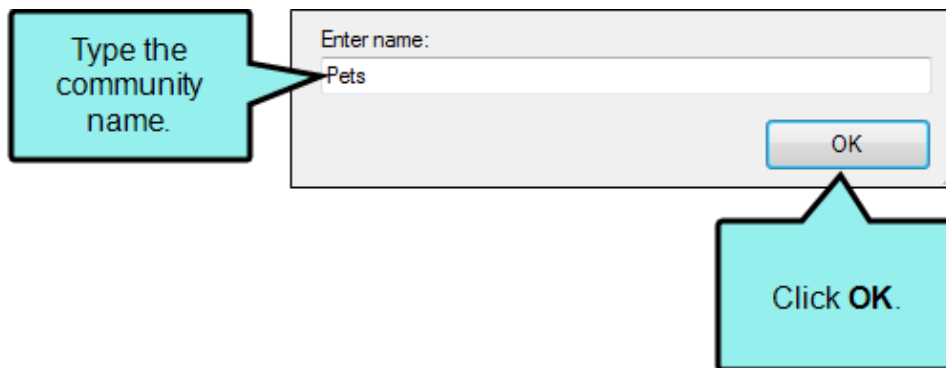 Type the
community
name.
Enter name:
Pets
OK
Click OK.